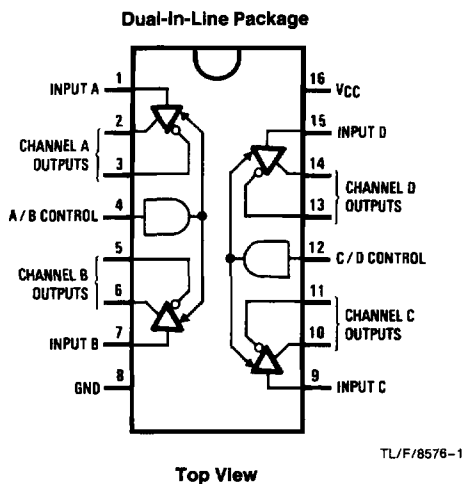 Dual-In-Line Package
1
INPUT A
2
CHANNEL A
OUTPUTS
3
4
A / B CONTROL
5
CHANNEL B
OUTPUTS
6
7
INPUT B
8
GND
16
VCC
15
INPUT D
14
CHANNEL D
OUTPUTS
13
12
C / D CONTROL
11
CHANNEL C
OUTPUTS
10
9
INPUT C
TL/F/8576-1
Top View